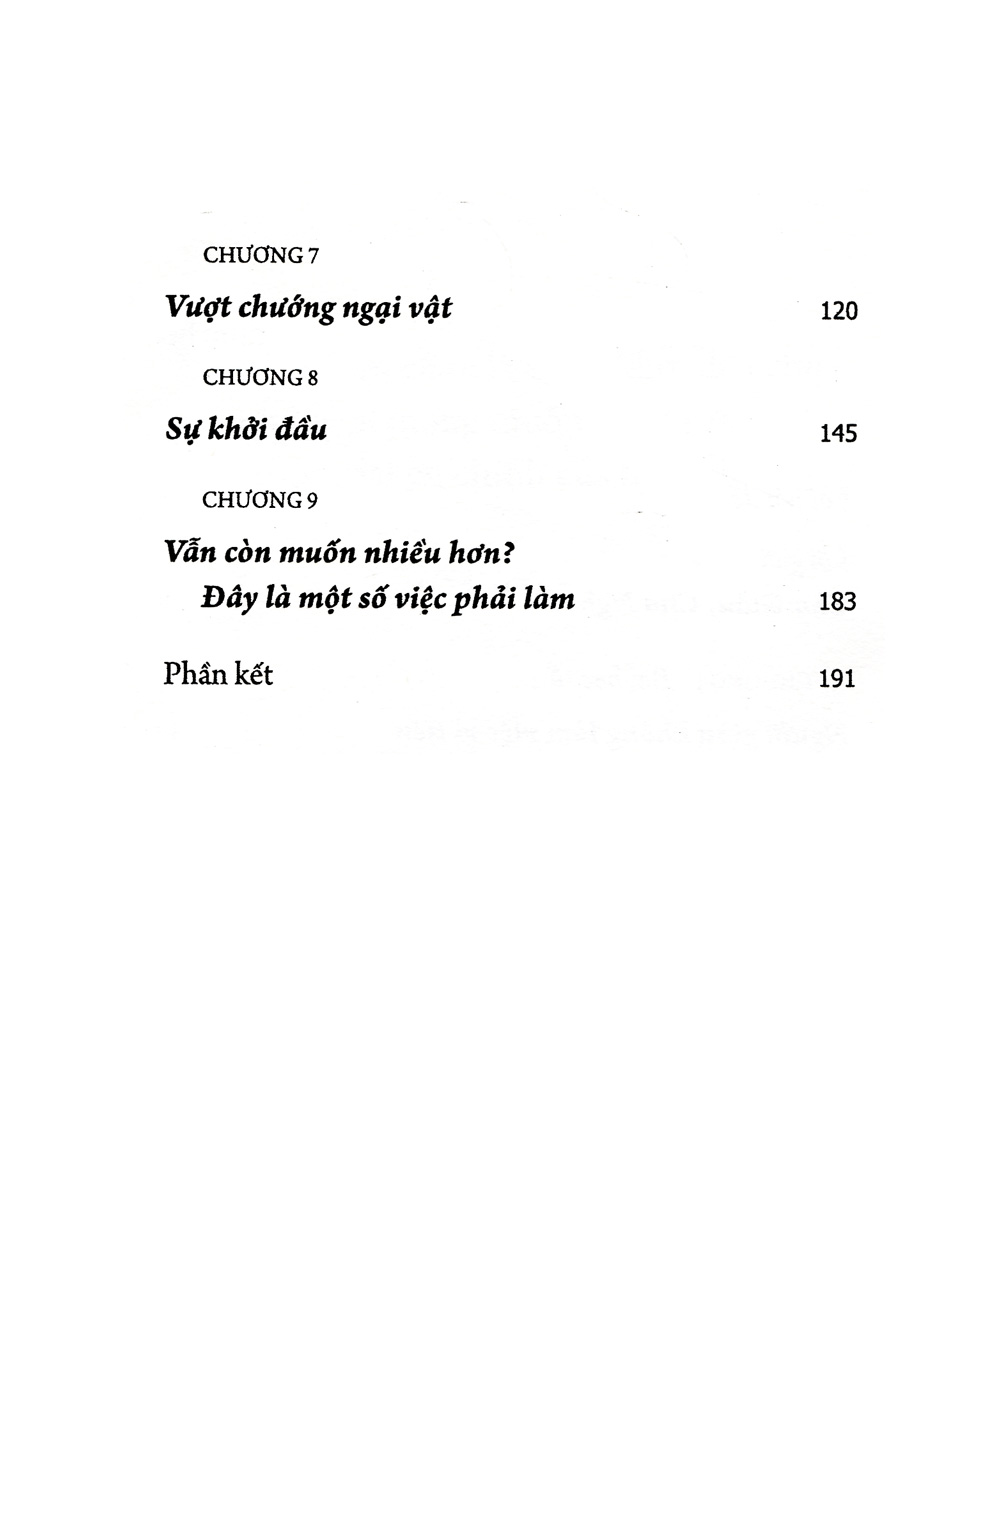 CHƯƠNG 7
Vượt chướng ngại vật 120
CHƯƠNG 8
Sự khởi đầu 145
CHƯƠNG 9
Vẫn còn muốn nhiều hơn?
Đây là một số việc phải làm 183
Phần kết 191